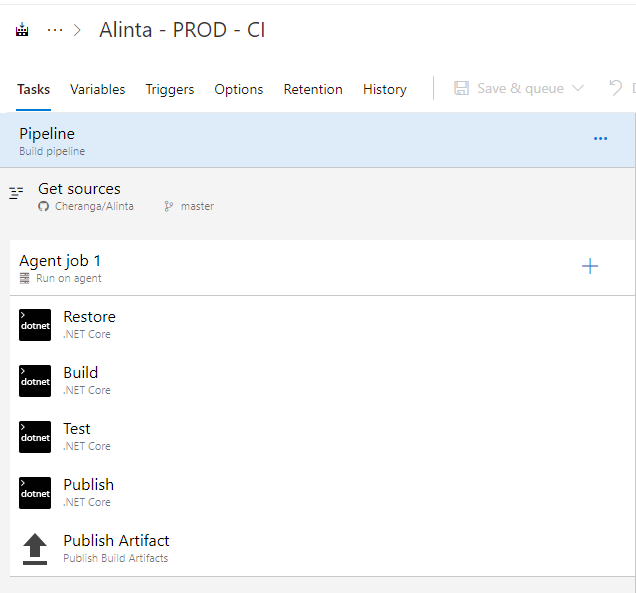 ··· > Alinta - PROD - CI
Tasks Variables Triggers Options Retention History Save & queue
Pipeline ···
Build pipeline
Get sources
Cheranga/Alinta master
Agent job 1 +
Run on agent
dotnet Restore
.NET Core
dotnet Build
.NET Core
dotnet Test
.NET Core
dotnet Publish
.NET Core
Publish Artifact
Publish Build Artifacts